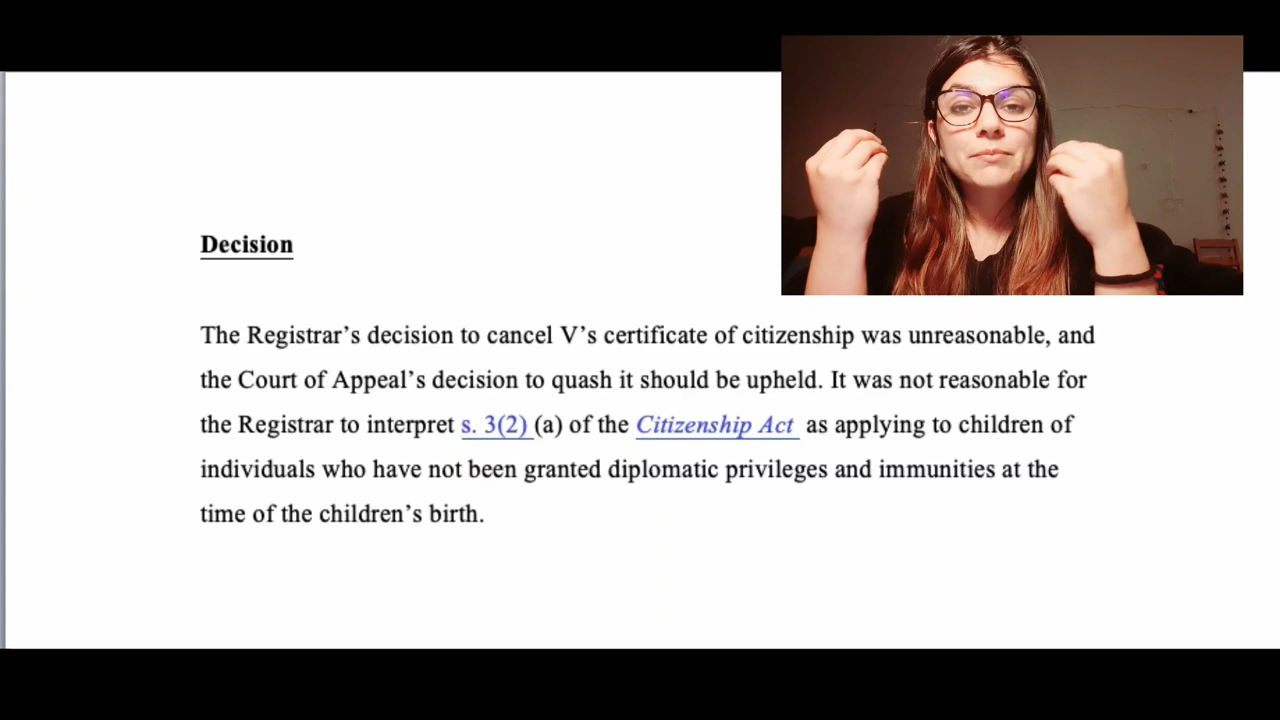 Decision
The Registrar’s decision to cancel V’s certificate of citizenship was unreasonable, and
the Court of Appeal’s decision to quash it should be upheld. It was not reasonable for
the Registrar to interpret s. 3(2) (a) of the Citizenship Act as applying to children of
individuals who have not been granted diplomatic privileges and immunities at the
time of the children’s birth.